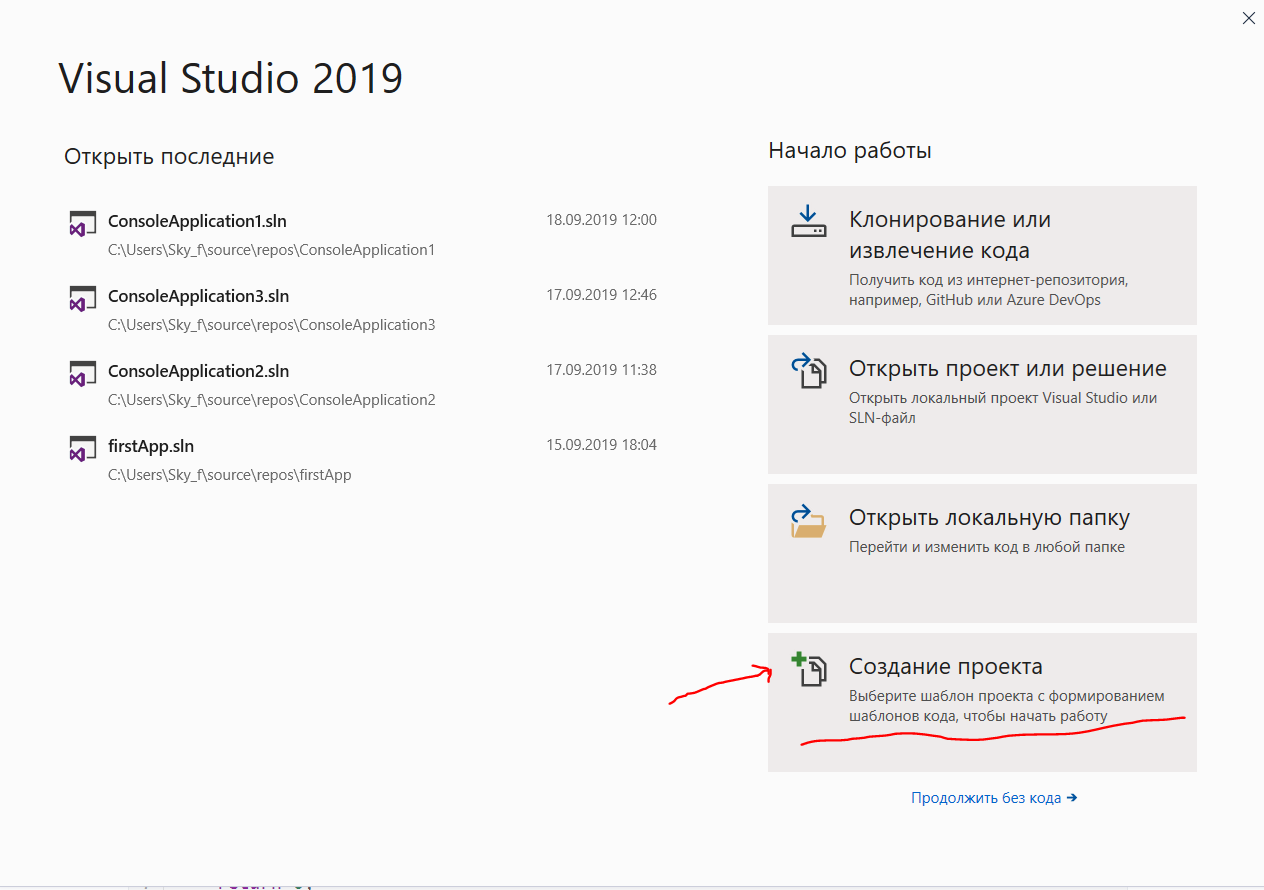 Visual Studio 2019
Открыть последние
ConsoleApplication1.sln
18.09.2019 12:00
C:\Users\Sky_f\source\repos\ConsoleApplication1
ConsoleApplication3.sln
17.09.2019 12:46
C:\Users\Sky_f\source\repos\ConsoleApplication3
ConsoleApplication2.sln
17.09.2019 11:38
C:\Users\Sky_f\source\repos\ConsoleApplication2
firstApp.sln
15.09.2019 18:04
C:\Users\Sky_f\source\repos\firstApp
Начало работы
Клонирование или
извлечение кода
Получить код из интернет-репозитория,
например, GitHub или Azure DevOps
Открыть проект или решение
Открыть локальный проект Visual Studio или
SLN-файл
Открыть локальную папку
Перейти и изменить код в любой папке
Создание проекта
Выберите шаблон проекта с формированием
шаблонов кода, чтобы начать работу
Продолжить без кода →